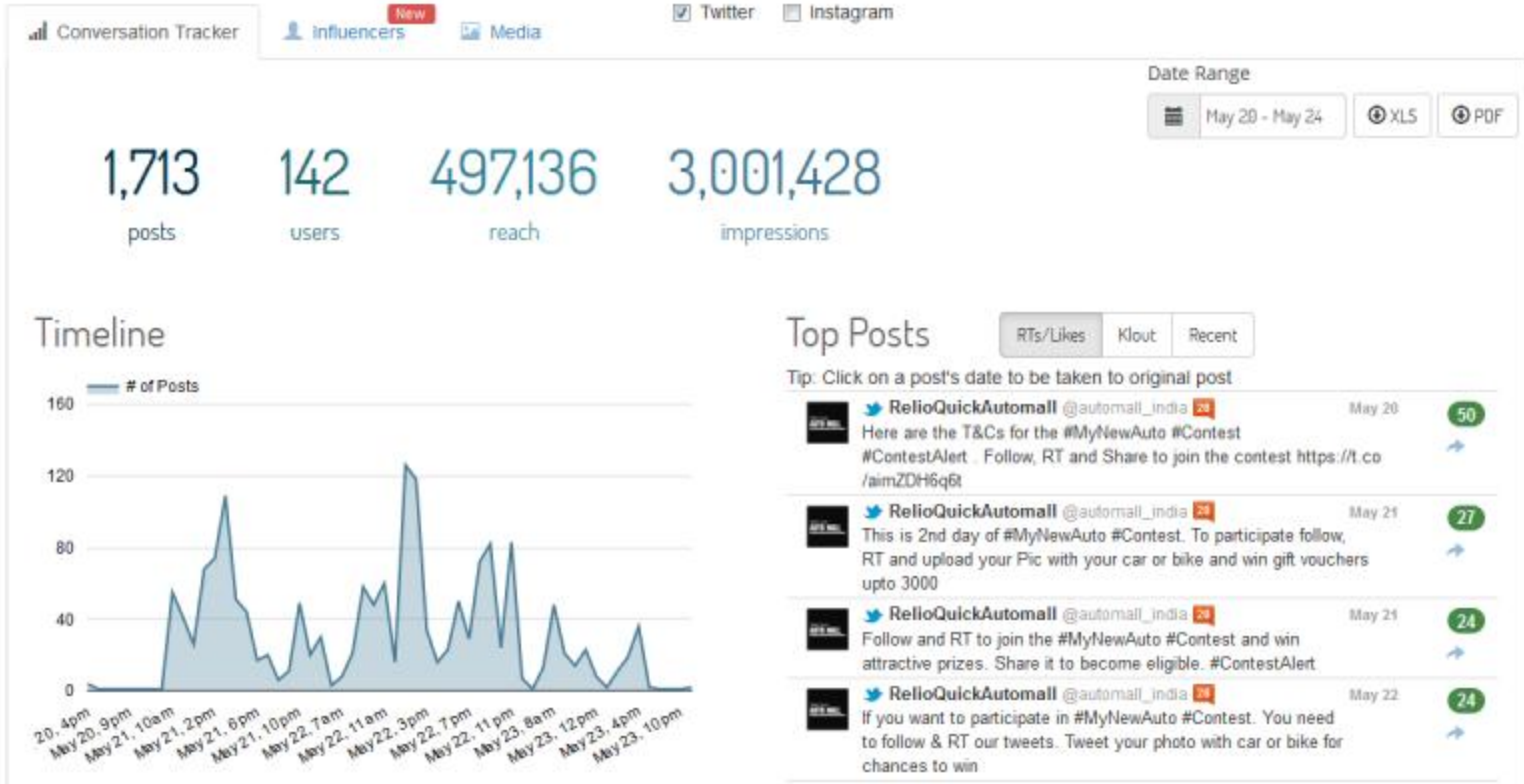 Conversation Tracker
Influencers
New
Media
Twitter
Instagram
Date Range
May 20 - May 24
XLS
PDF
1,713
posts
142
users
497,136
reach
3,001,428
impressions
Timeline
# of Posts
160
120
80
40
0
20, 4pm
May 20, 9pm
May 21, 10am
May 21, 2pm
May 21, 6pm
May 21, 10pm
May 22, 7am
May 22, 11am
May 22, 3pm
May 22, 7pm
May 22, 11pm
May 23, 8am
May 23, 12pm
May 23, 4pm
May 23, 10pm
Top Posts
RTs/Likes
Klout
Recent
Tip: Click on a post's date to be taken to original post
RelioQuickAutomall @automall_india 28 May 20 50
Here are the T&Cs for the #MyNewAuto #Contest
#ContestAlert . Follow, RT and Share to join the contest https://t.co
/aimZDH6q6t
RelioQuickAutomall @automall_india 28 May 21 27
This is 2nd day of #MyNewAuto #Contest. To participate follow,
RT and upload your Pic with your car or bike and win gift vouchers
upto 3000
RelioQuickAutomall @automall_india 28 May 21 24
Follow and RT to join the #MyNewAuto #Contest and win
attractive prizes. Share it to become eligible. #ContestAlert
RelioQuickAutomall @automall_india 28 May 22 24
If you want to participate in #MyNewAuto #Contest. You need
to follow & RT our tweets. Tweet your photo with car or bike for
chances to win